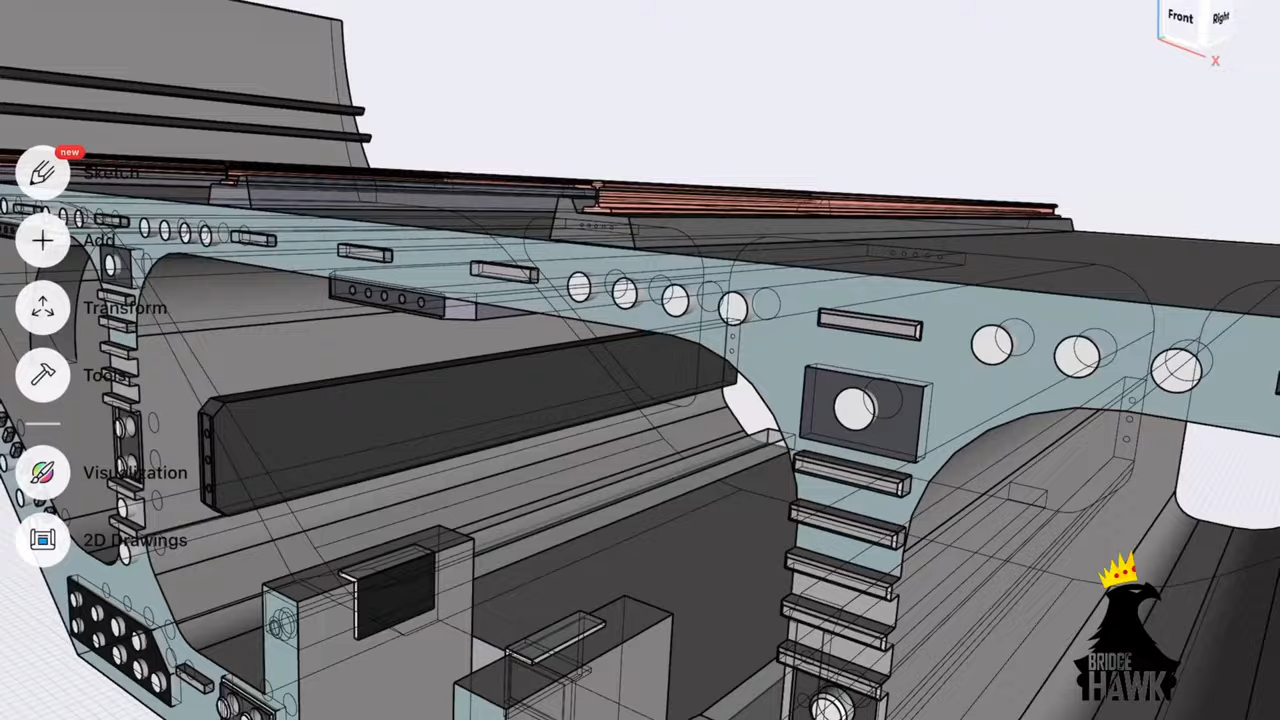 Front
Right
X
new
Sketch
Add
Transform
Tools
Visualization
2D Drawings
BRIDGE
HAWK